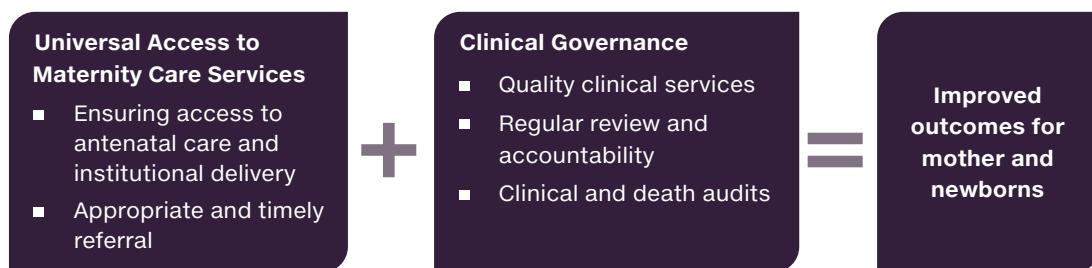 Universal Access to
Maternity Care Services
■ Ensuring access to
antenatal care and
institutional delivery
■ Appropriate and timely
referral
+
Clinical Governance
■ Quality clinical services
■ Regular review and
accountability
■ Clinical and death audits
=
Improved
outcomes for
mother and
newborns